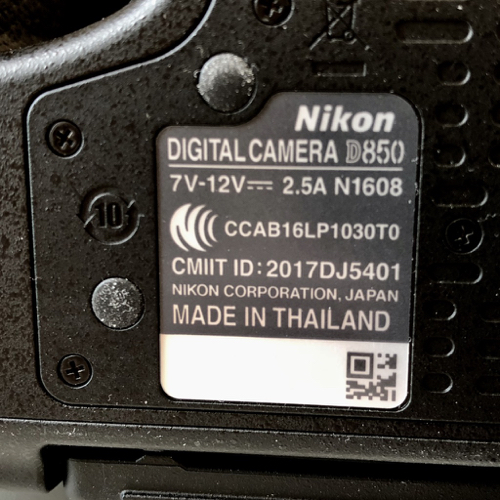 Nikon
DIGITAL CAMERA D850
7V-12V⎓ 2.5A N1608
CCAB16LP1030T0
CMIIT ID: 2017DJ5401
NIKON CORPORATION, JAPAN
MADE IN THAILAND
10